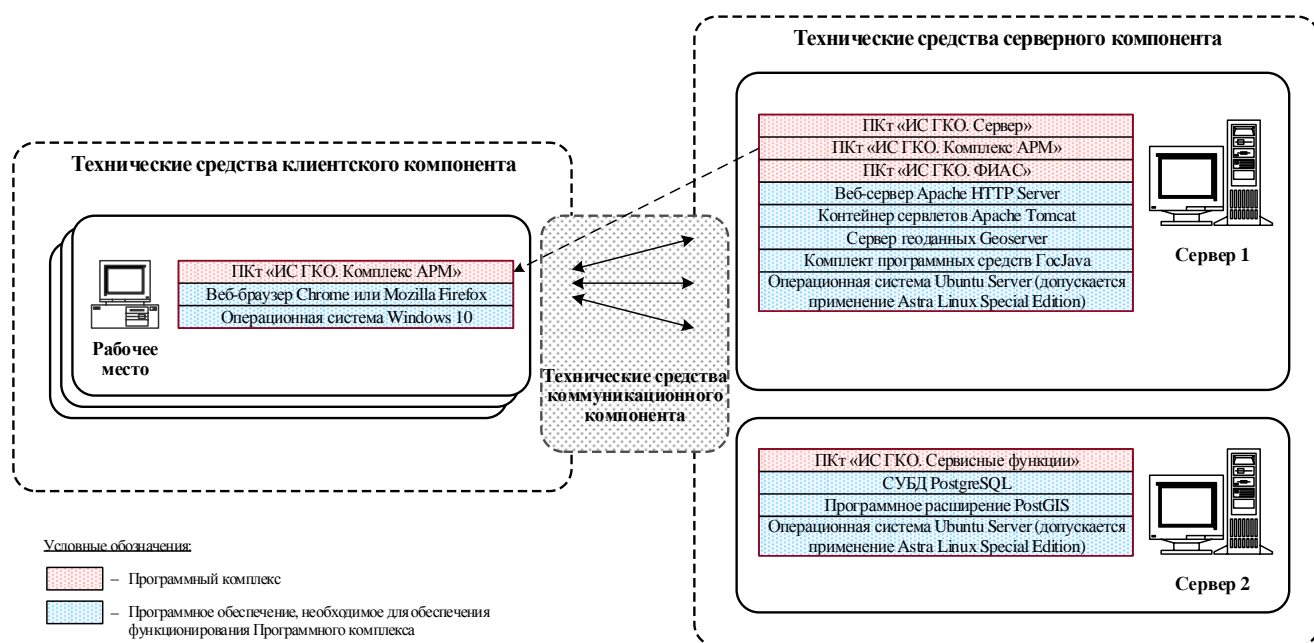 Технические средства серверного компонента
ПКт «ИС ГКО. Сервер»
ПКт «ИС ГКО. Комплекс АРМ»
ПКт «ИС ГКО. ФИАС»
Веб-сервер Apache HTTP Server
Контейнер сервлетов Apache Tomcat
Сервер геоданных Geoserver
Комплект программных средств ГосJava
Операционная система Ubuntu Server (допускается
применение Astra Linux Special Edition)
Сервер 1
Технические средства клиентского компонента
ПКт «ИС ГКО. Комплекс АРМ»
Веб-браузер Chrome или Mozilla Firefox
Операционная система Windows 10
Рабочее
место
Технические средства
коммуникационного
компонента
ПКт «ИС ГКО. Сервисные функции»
СУБД PostgreSQL
Программное расширение PostGIS
Операционная система Ubuntu Server (допускается
применение Astra Linux Special Edition)
Сервер 2
Условные обозначения:
– Программный комплекс
– Программное обеспечение, необходимое для обеспечения
функционирования Программного комплекса